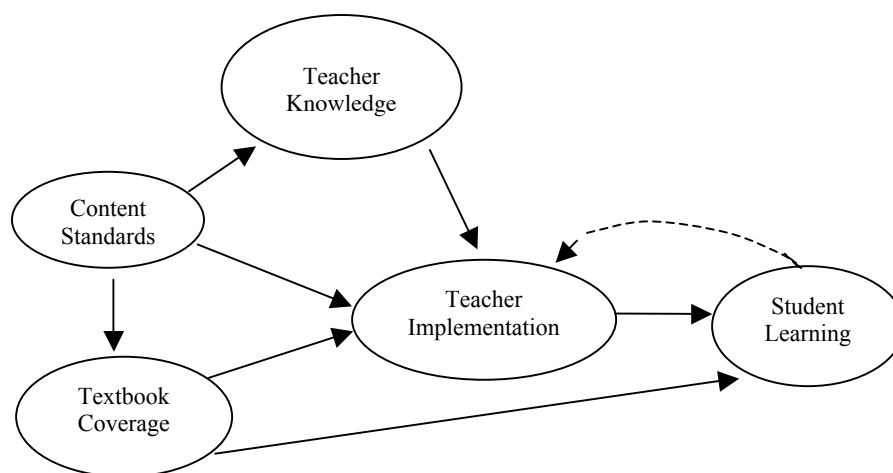 Teacher
Knowledge
Content
Standards
Teacher
Implementation
Student
Learning
Textbook
Coverage